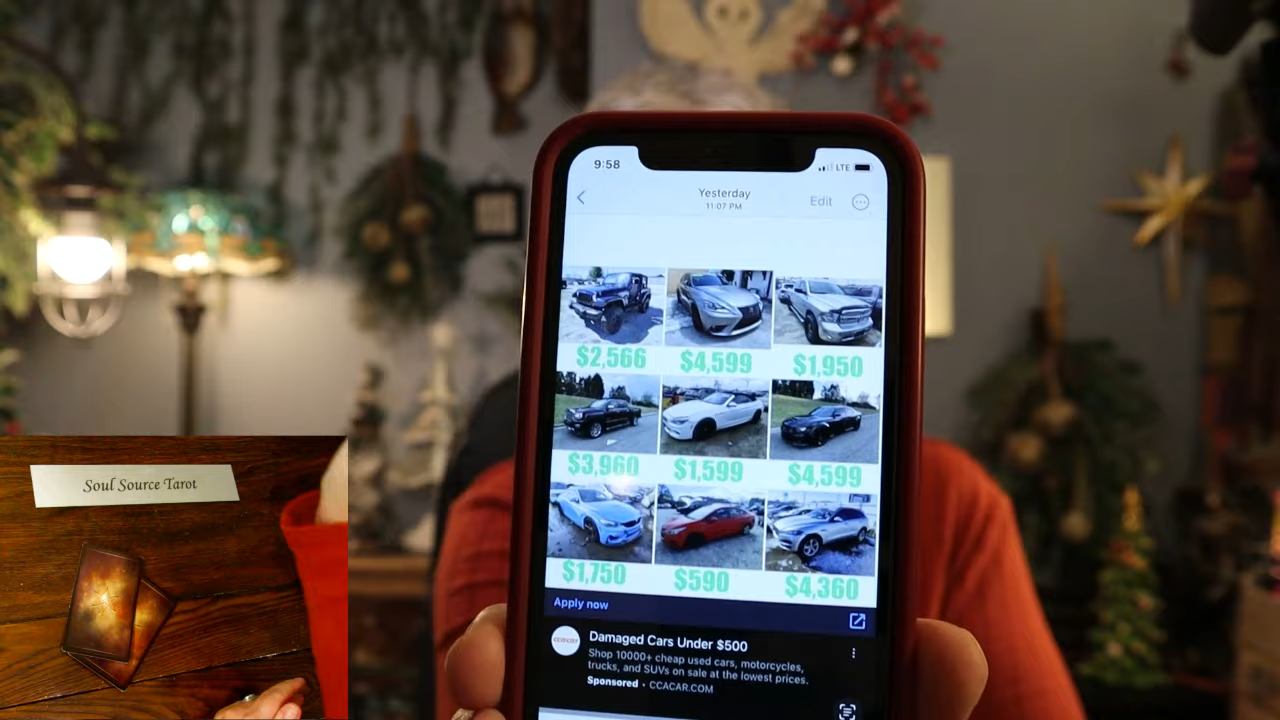 9:58
LTE
Yesterday
11:07 PM
Edit
$2,566 $4,599 $1,950
$3,960 $1,599 $4,599
$1,750 $590 $4,360
Apply now
Damaged Cars Under $500
Shop 10000+ cheap used cars, motorcycles,
trucks, and SUVs on sale at the lowest prices.
Sponsored · CCACAR.COM
Soul Source Tarot